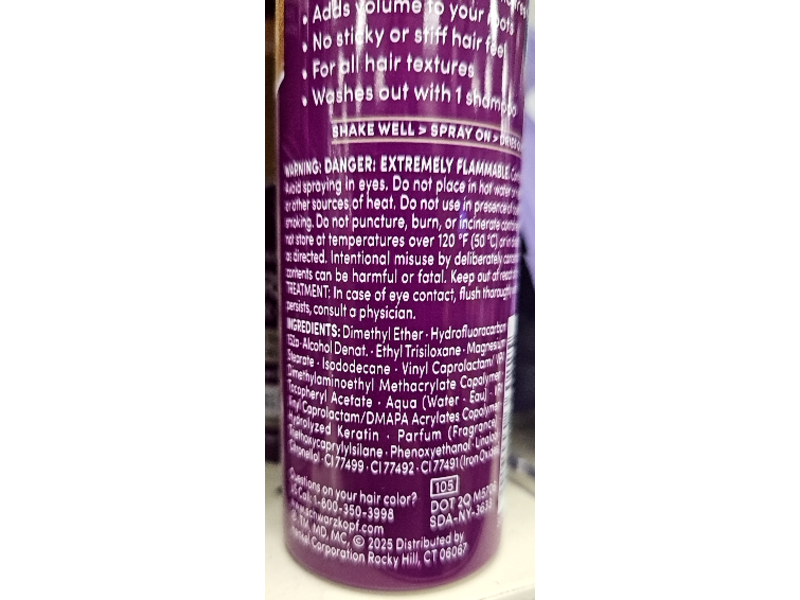 • Adds volume to your roots
• No sticky or stiff hair feel
• For all hair textures
• Washes out with 1 shampoo
SHAKE WELL > SPRAY ON >
WARNING: DANGER: EXTREMELY FLAMMABLE.
Avoid spraying in eyes. Do not place in hot water
or other sources of heat. Do not use in presence of
smoking. Do not puncture, burn, or incinerate
not store at temperatures over 120 °F (50 °C)
as directed. Intentional misuse by deliberately
contents can be harmful or fatal. Keep out of reach
TREATMENT: In case of eye contact, flush thoroughly
persists, consult a physician.
INGREDIENTS: Dimethyl Ether · Hydrofluorocarbon
152a · Alcohol Denat. · Ethyl Trisiloxane · Magnesium
Stearate · Isododecane · Vinyl Caprolactam/ VP/
Dimethylaminoethyl Methacrylate Copolymer ·
Tocopheryl Acetate · Aqua (Water · Eau) · VP/
Vinyl Caprolactam/DMAPA Acrylates Copolymer
Hydrolyzed Keratin · Parfum (Fragrance)
Triethoxycaprylylsilane · Phenoxyethanol · Linalool
Citronellol · CI 77499 · CI 77492 · CI 77491 (Iron Oxides)
Questions on your hair color?
US Call: 1-800-350-3998
www.schwarzkopf.com
105
DOT 2Q
SDA-NY-
®, TM, MD, MC, © 2025 Distributed by
Henkel Corporation Rocky Hill, CT 06067